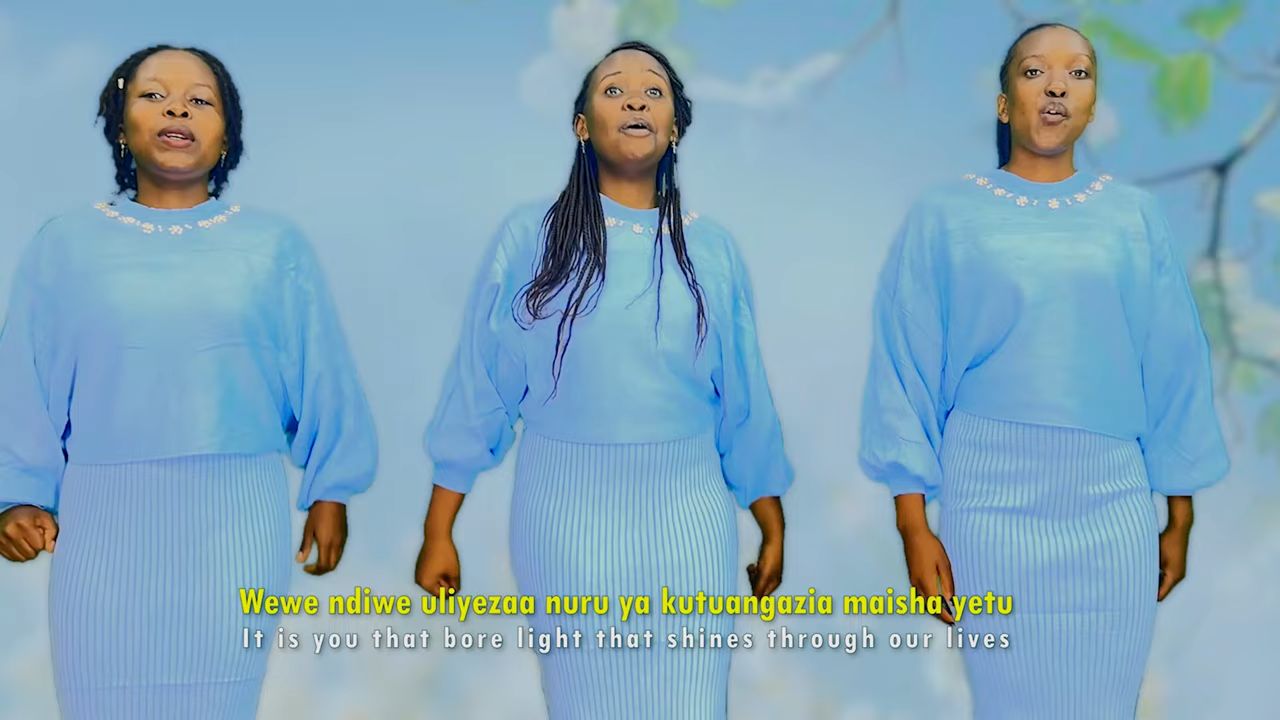 Wewe ndiwe uliyezaa nuru ya kutuangazia maisha yetu
It is you that bore light that shines through our lives